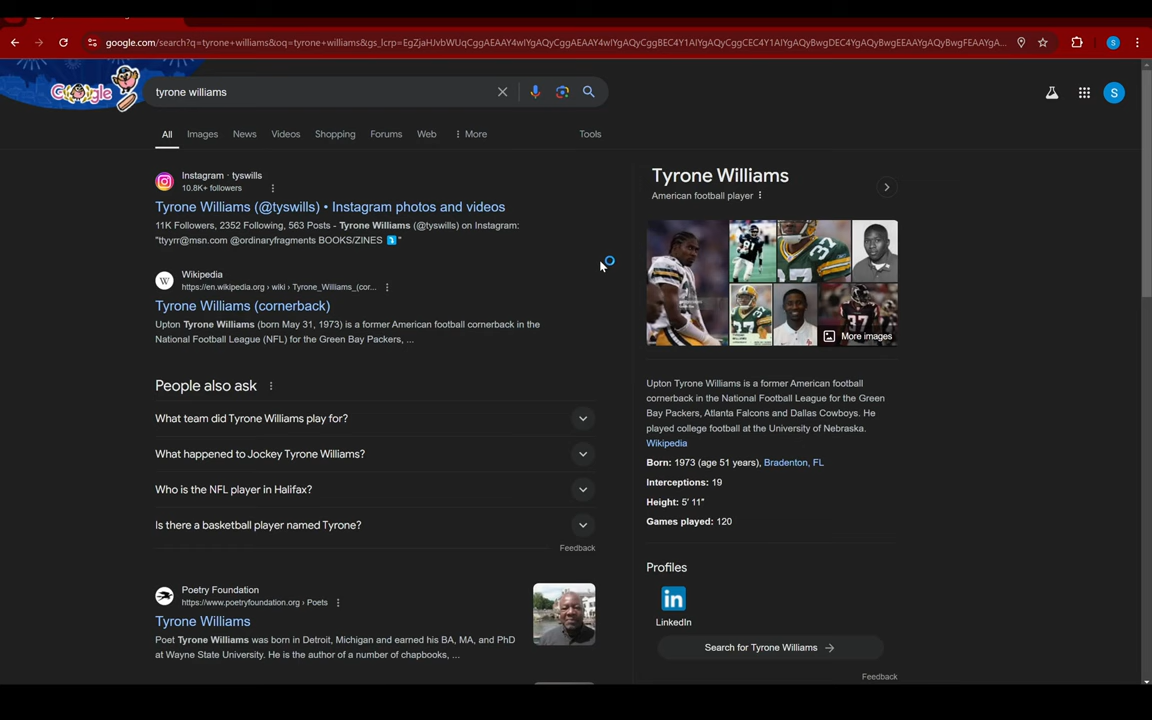 google.com/search?q=tyrone+williams&oq=tyrone+williams&gs_lcrp=EgZjaHJvbWUqCggAEAAY4wIYgAQyCggAEAAY4wIYgAQyCggBEC4Y1AIYgAQyCggCEC4Y1AIYgAQyBwgDEC4YgAQyBwgEEAAYgAQyBwgFEAAYgA...
S
Google
tyrone williams
S
All
Images
News
Videos
Shopping
Forums
Web
More
Tools
Instagram · tyswills
10.8K+ followers
Tyrone Williams (@tyswills) • Instagram photos and videos
11K Followers, 2352 Following, 563 Posts - Tyrone Williams (@tyswills) on Instagram:
"ttyyrr@msn.com @ordinaryfragments BOOKS/ZINES ⤵️"
Wikipedia
https://en.wikipedia.org › wiki › Tyrone_Williams_(cor...
Tyrone Williams (cornerback)
Upton Tyrone Williams (born May 31, 1973) is a former American football cornerback in the
National Football League (NFL) for the Green Bay Packers, ...
People also ask
What team did Tyrone Williams play for?
What happened to Jockey Tyrone Williams?
Who is the NFL player in Halifax?
Is there a basketball player named Tyrone?
Feedback
Poetry Foundation
https://www.poetryfoundation.org › Poets
Tyrone Williams
Poet Tyrone Williams was born in Detroit, Michigan and earned his BA, MA, and PhD
at Wayne State University. He is the author of a number of chapbooks, ...
Tyrone Williams
American football player
More images
Upton Tyrone Williams is a former American football
cornerback in the National Football League for the Green
Bay Packers, Atlanta Falcons and Dallas Cowboys. He
played college football at the University of Nebraska.
Wikipedia
Born: 1973 (age 51 years), Bradenton, FL
Interceptions: 19
Height: 5′ 11″
Games played: 120
Profiles
LinkedIn
Search for Tyrone Williams
Feedback